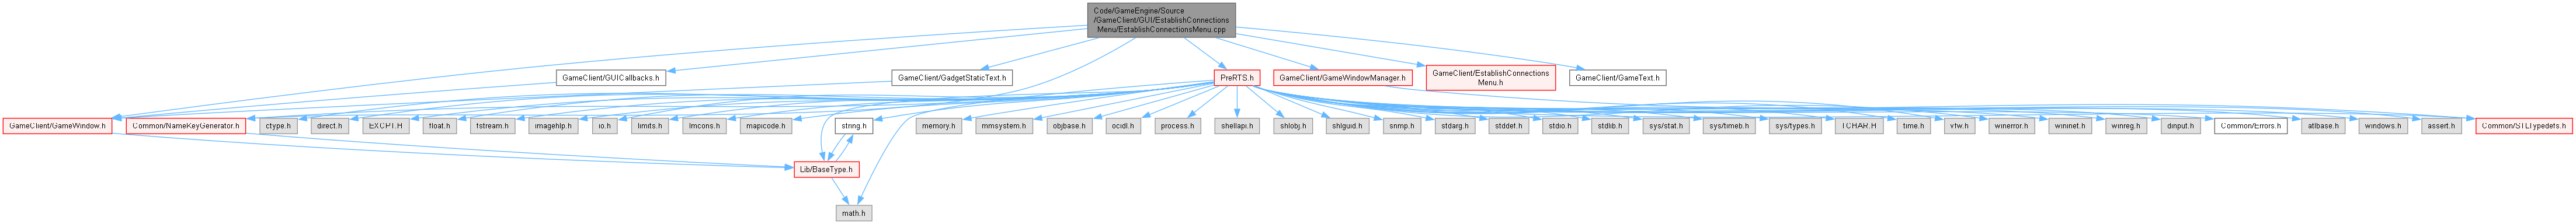 Code/GameEngine/Source
/GameClient/GUI/EstablishConnections
Menu/EstablishConnectionsMenu.cpp
GameClient/GUICallbacks.h
GameClient/GadgetStaticText.h
PreRTS.h
GameClient/GameWindowManager.h
GameClient/EstablishConnections
Menu.h
GameClient/GameText.h
GameClient/GameWindow.h
Common/NameKeyGenerator.h
ctype.h
direct.h
EXCPT.H
float.h
fstream.h
imagehlp.h
io.h
limits.h
lmcons.h
mapicode.h
string.h
memory.h
mmsystem.h
objbase.h
ocidl.h
process.h
shellapi.h
shlobj.h
shlguid.h
snmp.h
stdarg.h
stddef.h
stdio.h
stdlib.h
sys/stat.h
sys/timeb.h
sys/types.h
TCHAR.H
time.h
vfw.h
winerror.h
wininet.h
winreg.h
dinput.h
Common/Errors.h
atlbase.h
windows.h
assert.h
Common/STLTypedefs.h
Lib/BaseType.h
math.h